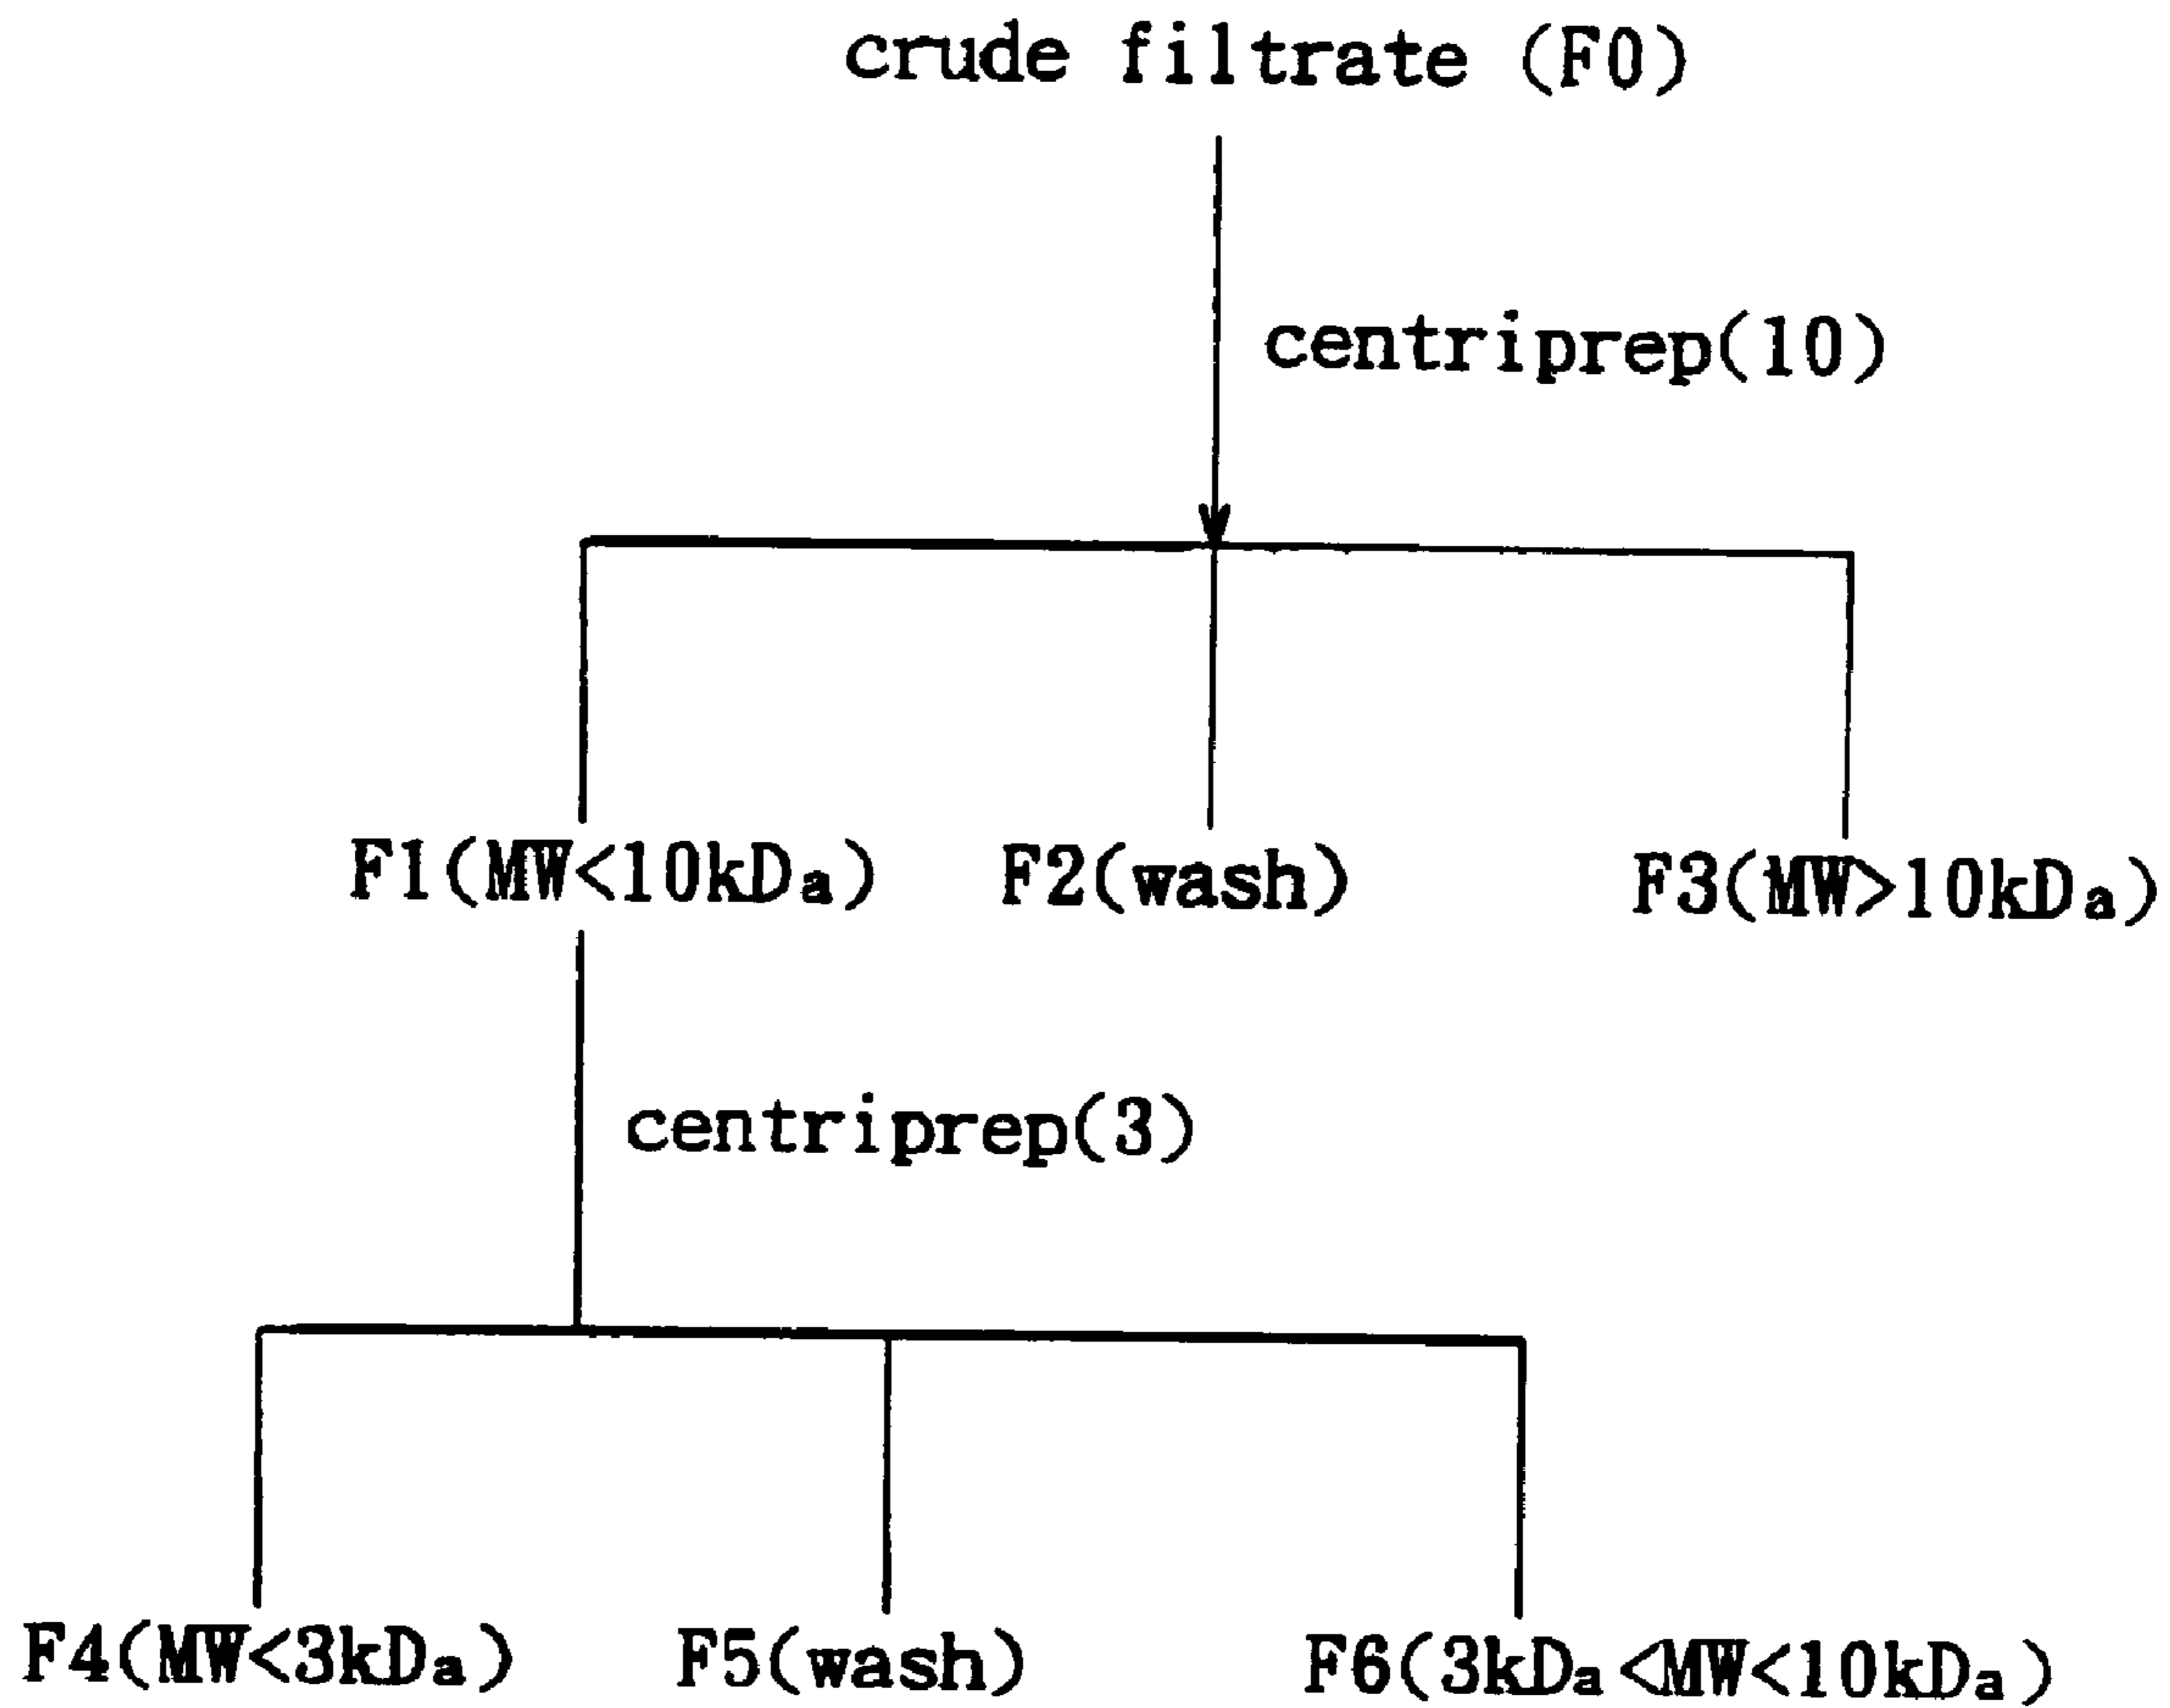 crude filtrate (F0)
centriprep(10)
F1(MW<10kDa) F2(wash) F3(MW>10kDa)
centriprep(3)
F4(MW<3kDa) F5(wash) F6(3kDa<MW<10kDa)